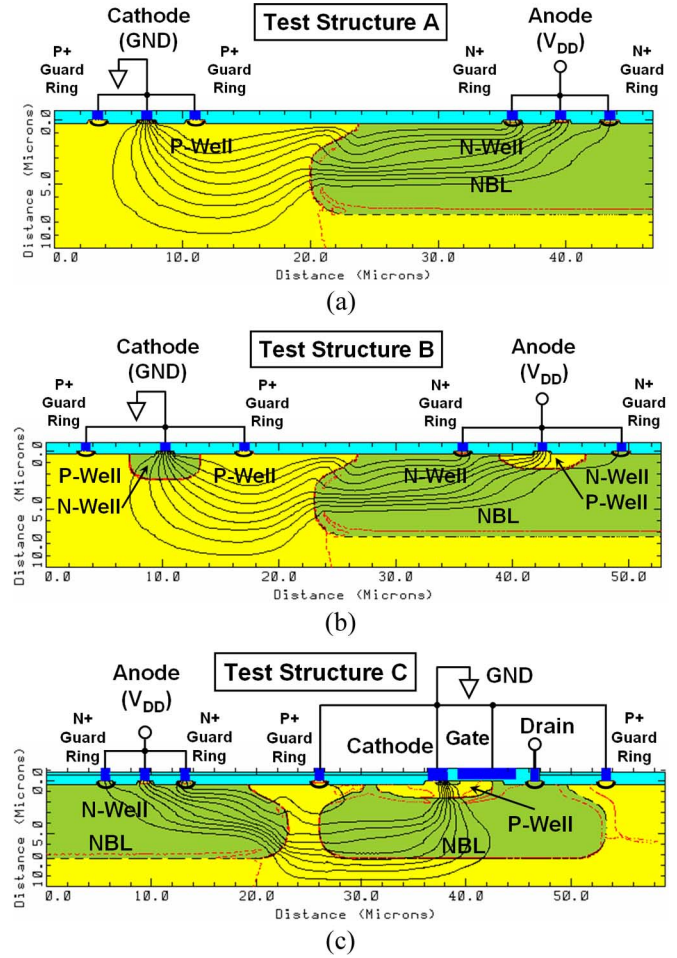 Cathode
(GND)
Test Structure A
Anode
(VDD)
P+
Guard
Ring
P+
Guard
Ring
N+
Guard
Ring
N+
Guard
Ring
P-Well
N-Well
NBL
Distance (Microns)
0.0
5.0
10.0
0.0
10.0
20.0
30.0
40.0
Distance (Microns)
(a)
Cathode
(GND)
Test Structure B
Anode
(VDD)
P+
Guard
Ring
P+
Guard
Ring
N+
Guard
Ring
N+
Guard
Ring
P-Well
N-Well
P-Well
N-Well
N-Well
P-Well
NBL
Distance (Microns)
0.0
5.0
10.0
0.0
10.0
20.0
30.0
40.0
50.0
Distance (Microns)
(b)
Anode
(VDD)
Test Structure C
GND
N+
Guard
Ring
N+
Guard
Ring
P+
Guard
Ring
Cathode
Gate
Drain
P+
Guard
Ring
N-Well
NBL
P-Well
NBL
Distance (Microns)
0.0
5.0
10.0
0.0
10.0
20.0
30.0
40.0
50.0
Distance (Microns)
(c)